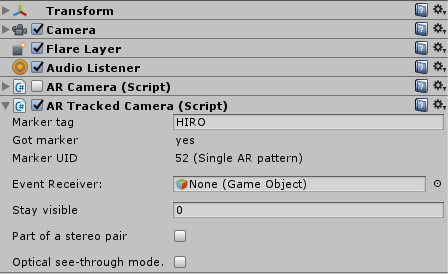 Transform
Camera
Flare Layer
Audio Listener
AR Camera (Script)
AR Tracked Camera (Script)
Marker tag HIRO
Got marker yes
Marker UID 52 (Single AR pattern)
Event Receiver: None (Game Object)
Stay visible 0
Part of a stereo pair
Optical see-through mode.